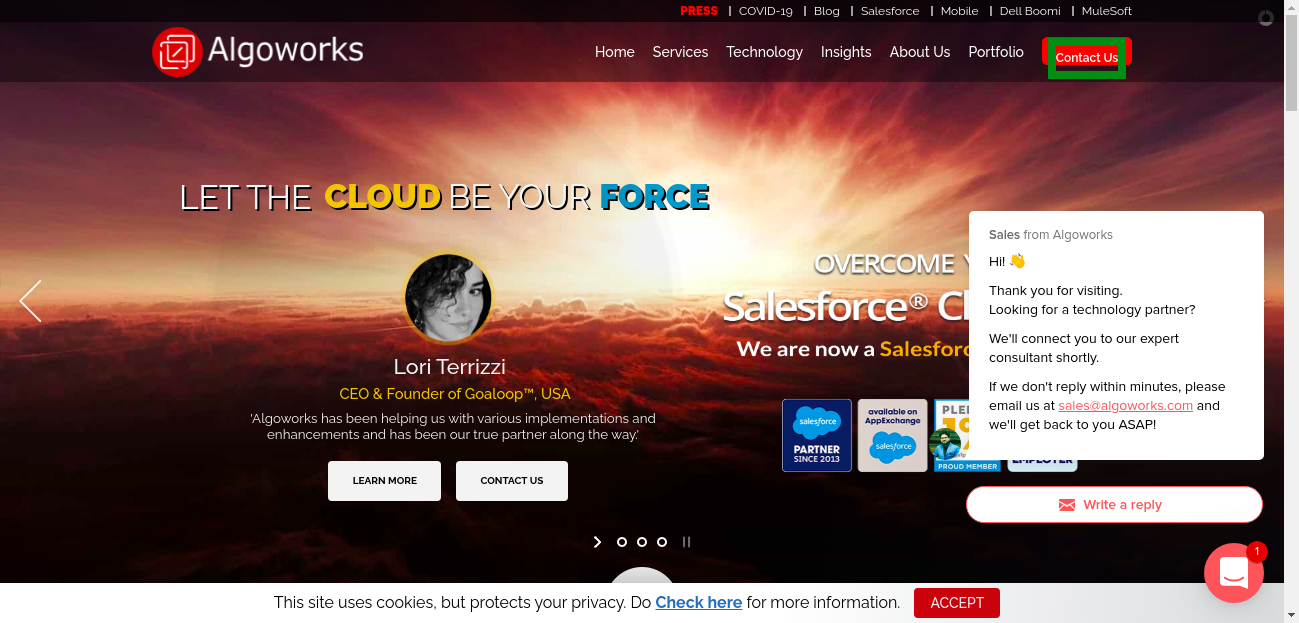 PRESS | COVID-19 | Blog | Salesforce | Mobile | Dell Boomi | MuleSoft
Algoworks
Home Services Technology Insights About Us Portfolio Contact Us
LET THE CLOUD BE YOUR FORCE
Lori Terrizzi
CEO & Founder of Goaloop™, USA
'Algoworks has been helping us with various implementations and
enhancements and has been our true partner along the way.'
LEARN MORE CONTACT US
OVERCOME
Salesforce®
We are now a
salesforce
PARTNER
SINCE 2013
available on
AppExchange
salesforce
PROUD MEMBER
EMPLOYER
Sales from Algoworks
Hi! 👋
Thank you for visiting.
Looking for a technology partner?
We'll connect you to our expert
consultant shortly.
If we don't reply within minutes, please
email us at sales@algoworks.com and
we'll get back to you ASAP!
Write a reply
1
This site uses cookies, but protects your privacy. Do Check here for more information. ACCEPT